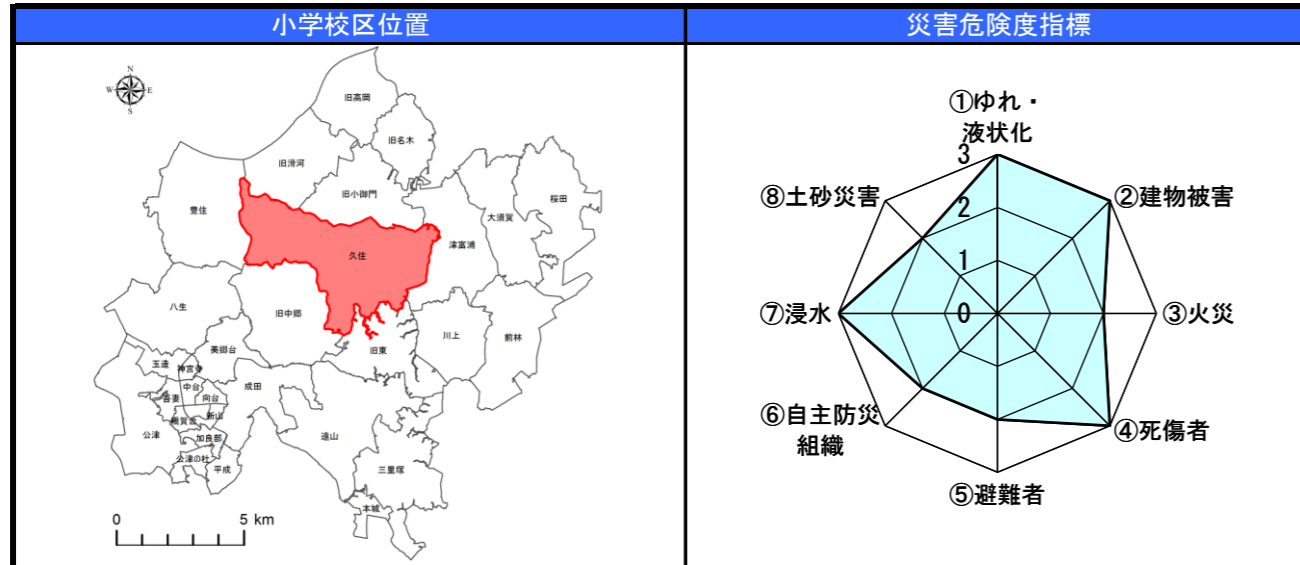 小学校区位置
災害危険度指標
N
W
E
S
旧高岡
旧名木
旧滑河
旧小御門
豊住
久住
津富浦
大須賀
桜田
八生
旧中郷
旧東
川上
前林
美郷台
玉造
神宮寺
成田
中台
吾妻
向台
新山
橋賀台
公津
加良部
遠山
公津の杜
平成
三里塚
本城
0
5 km
①ゆれ・
液状化
3
⑧土砂災害
②建物被害
2
1
⑦浸水
0
③火災
⑥自主防災
組織
④死傷者
⑤避難者